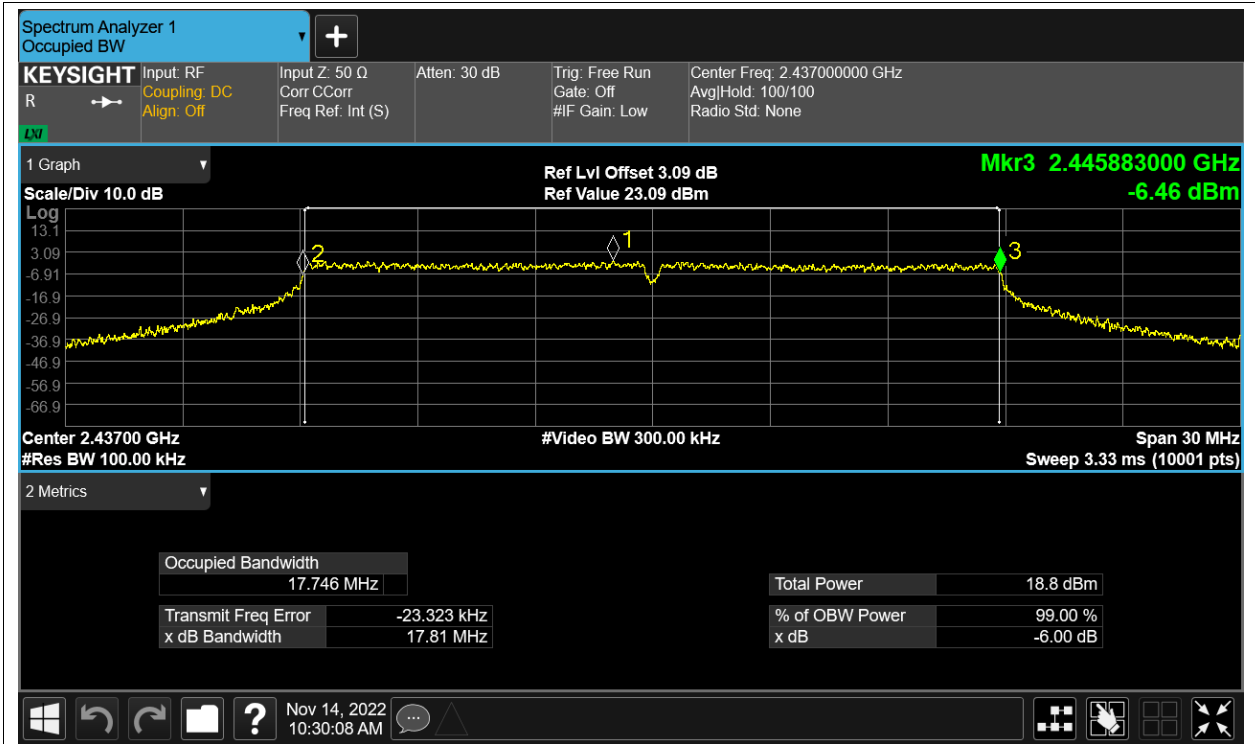 Spectrum Analyzer 1
Occupied BW
KEYSIGHT
R
LXI
Input: RF
Coupling: DC
Align: Off
Input Z: 50 Ω
Corr CCorr
Freq Ref: Int (S)
Atten: 30 dB
Trig: Free Run
Gate: Off
#IF Gain: Low
Center Freq: 2.437000000 GHz
Avg|Hold: 100/100
Radio Std: None
1 Graph
Scale/Div 10.0 dB
Ref Lvl Offset 3.09 dB
Ref Value 23.09 dBm
Mkr3 2.445883000 GHz
-6.46 dBm
Log
13.1
3.09
-6.91
-16.9
-26.9
-36.9
-46.9
-56.9
-66.9
2
1
3
Center 2.43700 GHz
#Res BW 100.00 kHz
#Video BW 300.00 kHz
Span 30 MHz
Sweep 3.33 ms (10001 pts)
2 Metrics
Occupied Bandwidth
17.746 MHz
Transmit Freq Error -23.323 kHz
x dB Bandwidth 17.81 MHz
Total Power 18.8 dBm
% of OBW Power 99.00 %
x dB -6.00 dB
?
Nov 14, 2022
10:30:08 AM